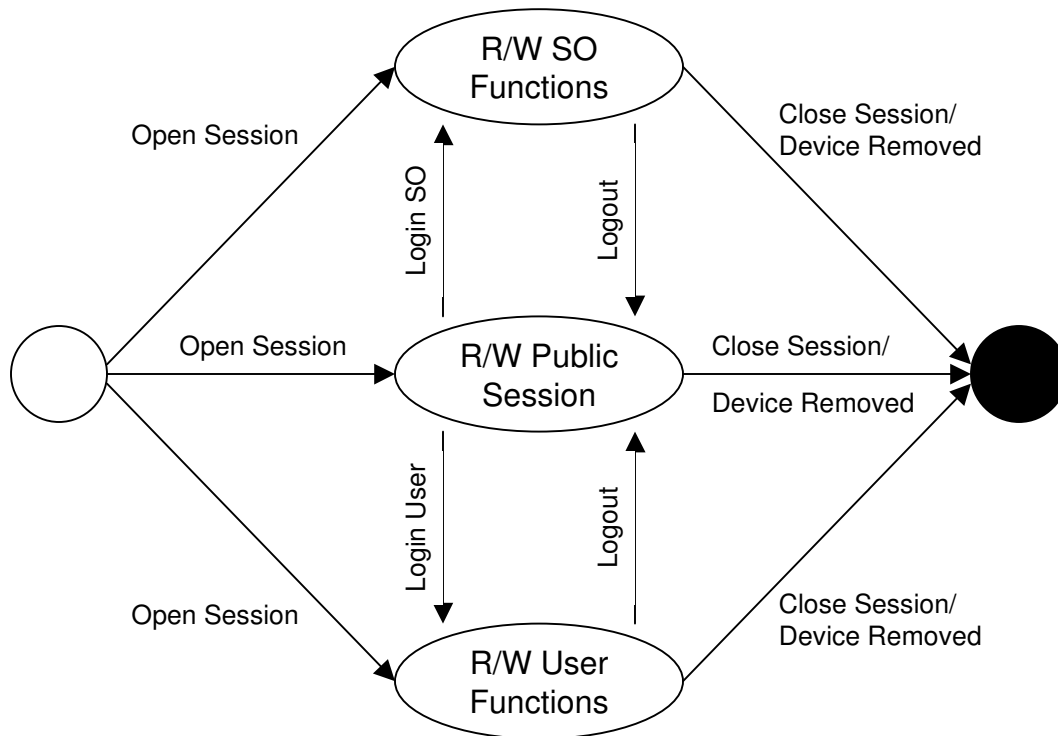 R/W SO
Functions
Open Session
Close Session/
Device Removed
Login SO
Logout
Open Session
R/W Public
Session
Close Session/
Device Removed
Login User
Logout
Open Session
Close Session/
Device Removed
R/W User
Functions